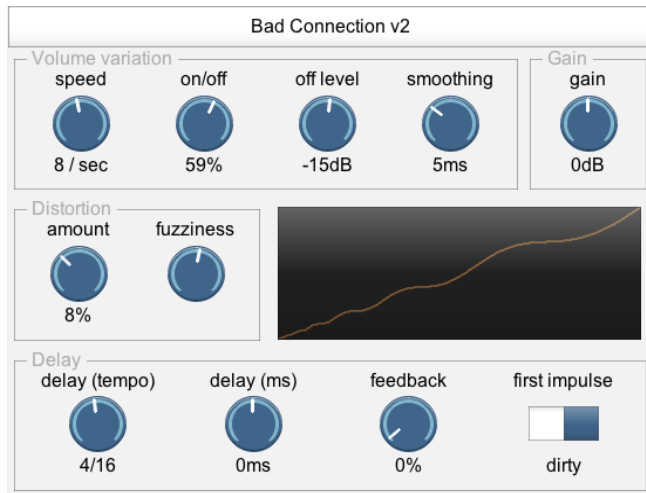 Bad Connection v2
Volume variation
Gain
speed on/off off level smoothing gain
8 / sec 59% -15dB 5ms 0dB
Distortion
amount fuzziness
8%
Delay
delay (tempo) delay (ms) feedback first impulse
4/16 0ms 0% dirty